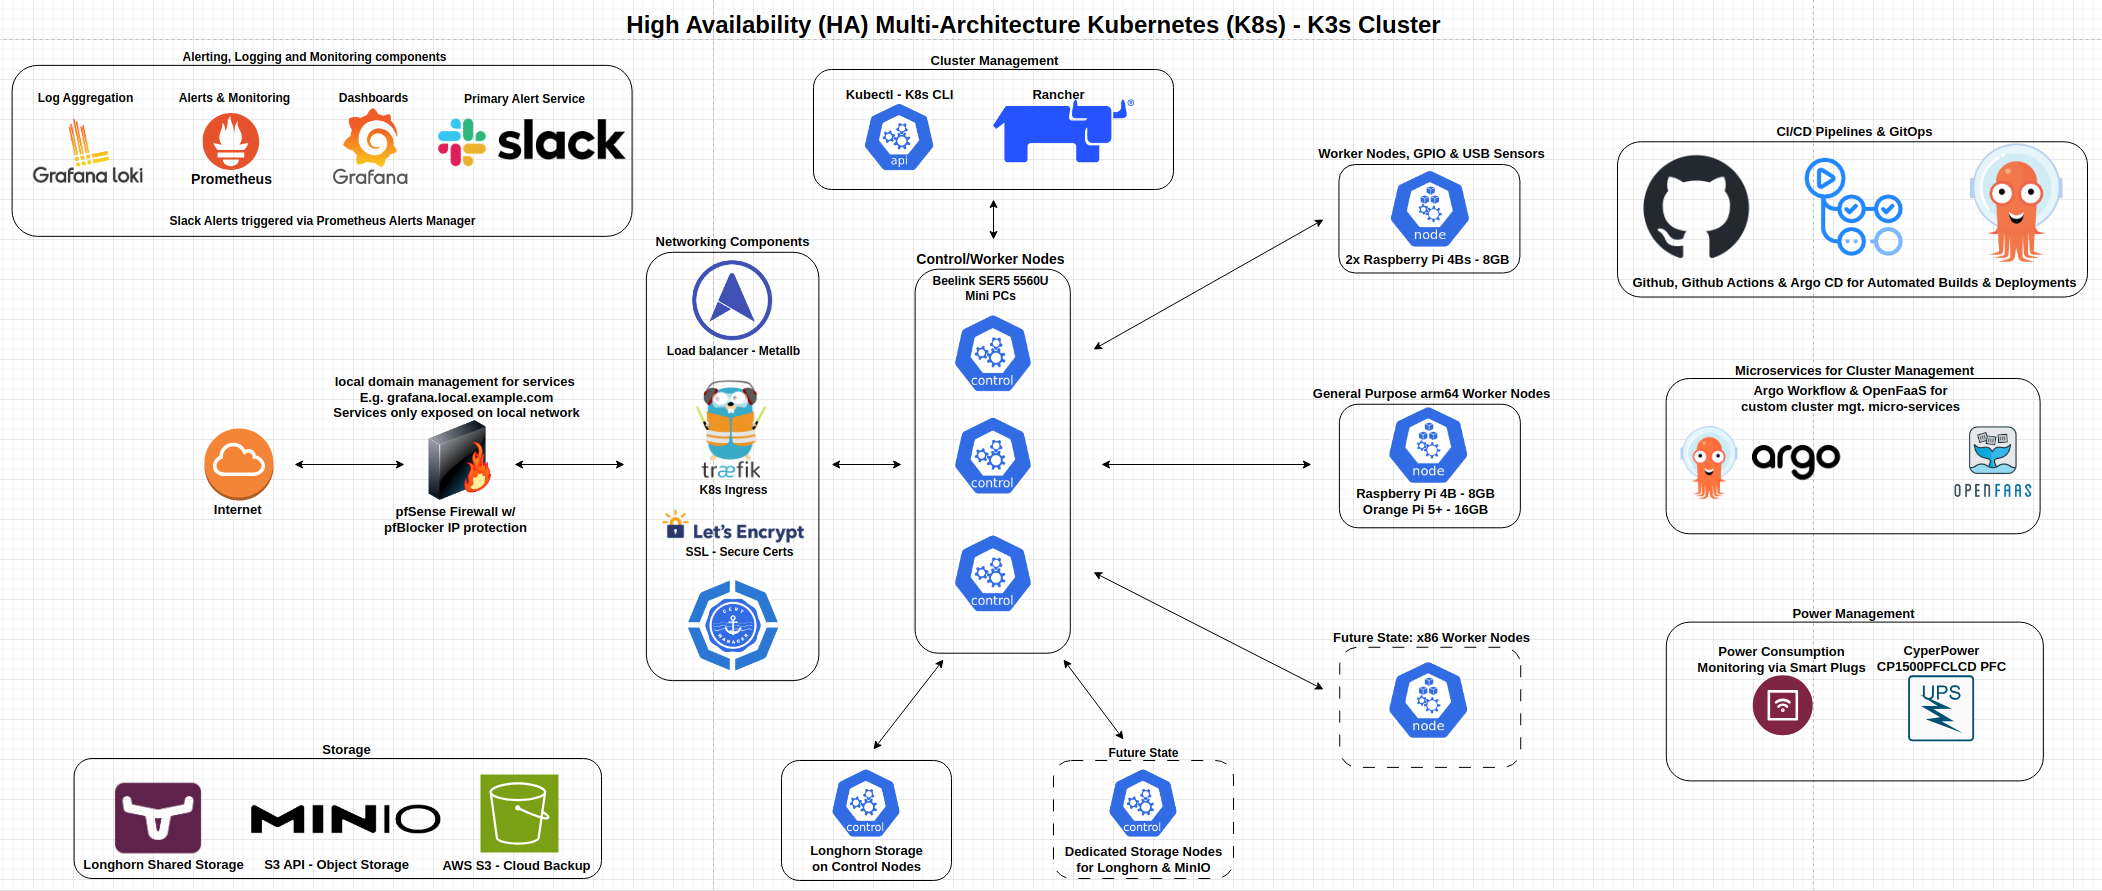 High Availability (HA) Multi-Architecture Kubernetes (K8s) - K3s Cluster
Alerting, Logging and Monitoring components
Log Aggregation
Alerts & Monitoring
Dashboards
Primary Alert Service
Grafana loki
Prometheus
Grafana
slack
Slack Alerts triggered via Prometheus Alerts Manager
Cluster Management
Kubectl - K8s CLI
Rancher
api
®
Worker Nodes, GPIO & USB Sensors
node
2x Raspberry Pi 4Bs - 8GB
CI/CD Pipelines & GitOps
Github, Github Actions & Argo CD for Automated Builds & Deployments
Networking Components
Load balancer - Metallb
træfik
K8s Ingress
Let's Encrypt
SSL - Secure Certs
CERT
MANAGER
Control/Worker Nodes
Beelink SER5 5560U
Mini PCs
control
control
control
local domain management for services
E.g. grafana.local.example.com
Services only exposed on local network
Internet
pfSense Firewall w/
pfBlocker IP protection
General Purpose arm64 Worker Nodes
node
Raspberry Pi 4B - 8GB
Orange Pi 5+ - 16GB
Microservices for Cluster Management
Argo Workflow & OpenFaaS for
custom cluster mgt. micro-services
argo
OPENFAAS
Future State: x86 Worker Nodes
node
Power Management
Power Consumption
Monitoring via Smart Plugs
CyperPower
CP1500PFCLCD PFC
UPS
Storage
MINIO
Longhorn Shared Storage
S3 API - Object Storage
AWS S3 - Cloud Backup
control
Longhorn Storage
on Control Nodes
Future State
control
Dedicated Storage Nodes
for Longhorn & MinIO